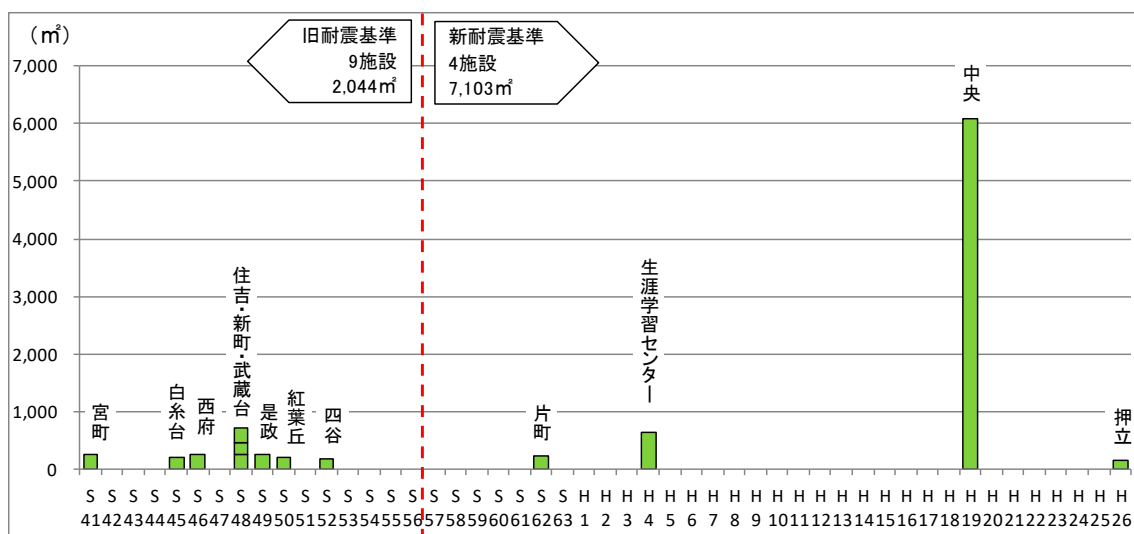 （㎡）
旧耐震基準
9施設
2,044㎡
新耐震基準
4施設
7,103㎡
7,000
6,000
5,000
4,000
3,000
2,000
1,000
0
宮町
白糸台
西府
住吉・新町・武蔵台
是政
紅葉丘
四谷
片町
生涯学習センター
中央
押立
S S S S S S S S S S S S S S S S S S S S S S S H H H H H H H H H H H H H H H H H H H H H H H H H H
41 42 43 44 45 46 47 48 49 50 51 52 53 54 55 56 57 58 59 60 61 62 63 1 2 3 4 5 6 7 8 9 10 11 12 13 14 15 16 17 18 19 20 21 22 23 24 25 26